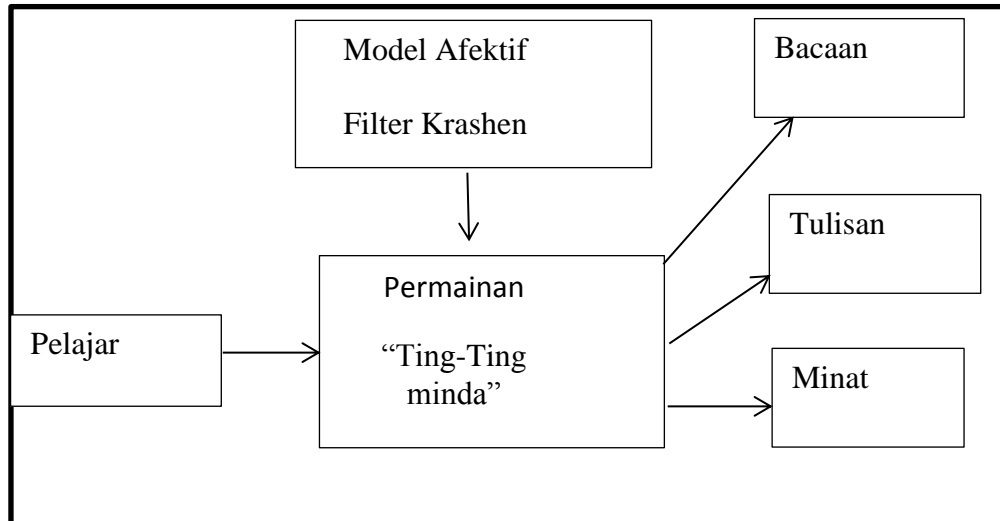 Model Afektif
Filter Krashen
Bacaan
Tulisan
Permainan
“Ting-Ting
minda”
Pelajar
Minat